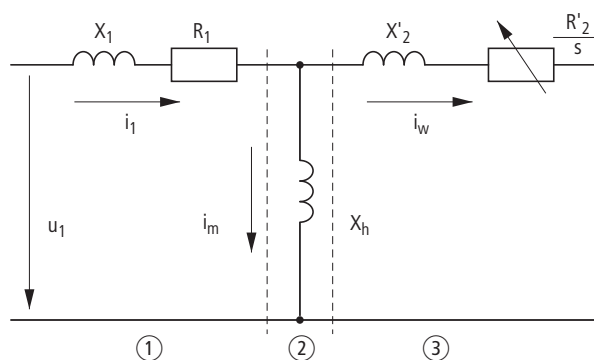 X1 R1 X'2 R'2
s
i1 iw
u1 im Xh
① ② ③